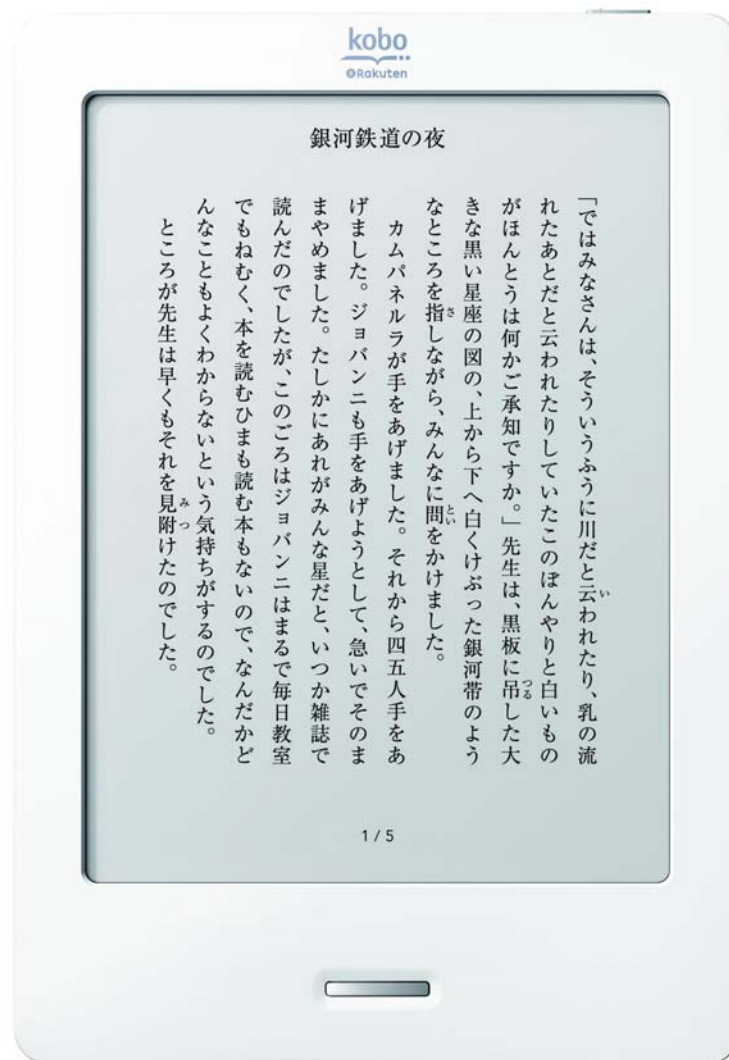 kobo
Rakuten
銀河鉄道の夜
「ではみなさんは、そういうふうに川だと云われたり、乳の流
れたあとだと云われたりしていたこのぼんやりと白いもの
がほんとうは何かご承知ですか。」先生は、黒板に吊した大
きな黒い星座の図の、上から下へ白くけぶった銀河帯のよう
なところを指しながら、みんなに問をかけました。
カムパネルラが手をあげました。それから四五人手をあ
げました。ジョバンニも手をあげようとして、急いでそのま
まやめました。たしかにあれがみんな星だと、いつか雑誌で
読んだのでしたが、このごろはジョバンニはまるで毎日教室
でもねむく、本を読むひまも読む本もないので、なんだかど
んなこともよくわからないという気持ちがするのでした。
ところが先生は早くもそれを見附けたのでした。
1 / 5